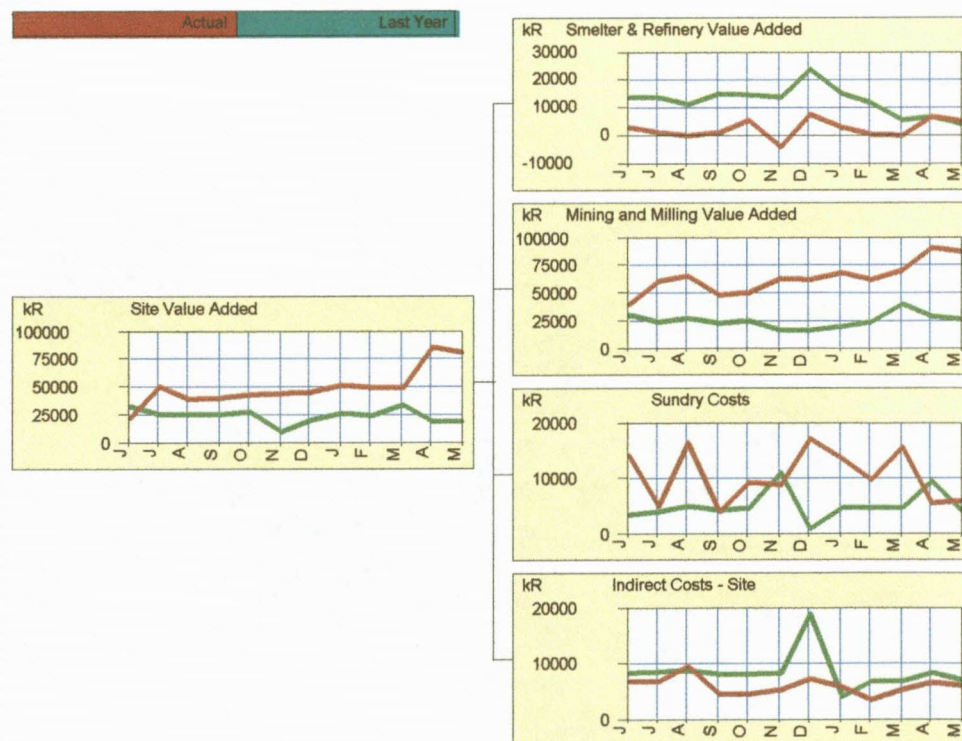 Actual Last Year
kR Smelter & Refinery Value Added
30000
20000
10000
0
-10000
J J A S O N D J F M A M
kR Mining and Milling Value Added
100000
75000
50000
25000
0
J J A S O N D J F M A M
kR Site Value Added
100000
75000
50000
25000
0
J J A S O N D J F M A M
kR Sundry Costs
20000
10000
0
J J A S O N D J F M A M
kR Indirect Costs - Site
20000
10000
0
J J A S O N D J F M A M